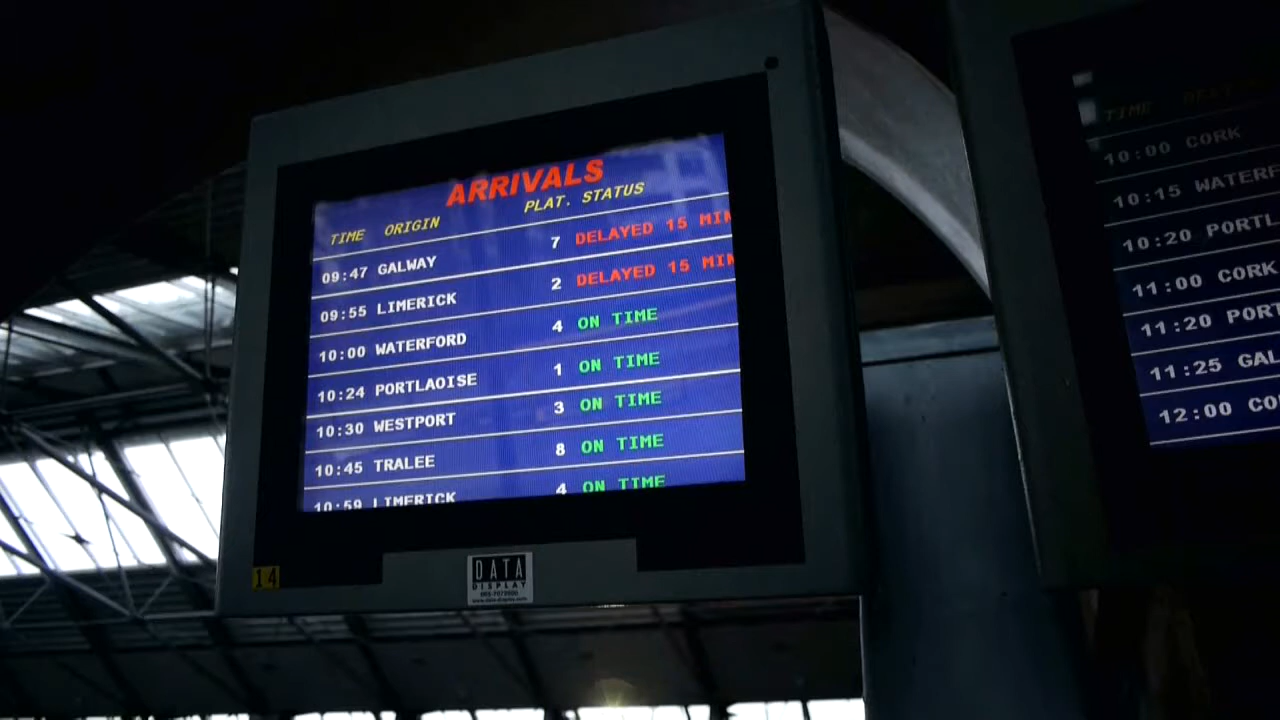 ARRIVALS
TIME ORIGIN PLAT. STATUS
09:47 GALWAY 7 DELAYED 15 MIN
09:55 LIMERICK 2 DELAYED 15 MIN
10:00 WATERFORD 4 ON TIME
10:24 PORTLAOISE 1 ON TIME
10:30 WESTPORT 3 ON TIME
10:45 TRALEE 8 ON TIME
10:59 LIMERICK 4 ON TIME
14
DATA
DISPLAY
TIME
10:00 CORK
10:15 WATERF
10:20 PORTL
11:00 CORK
11:20 PORT
11:25 GAL
12:00 CO